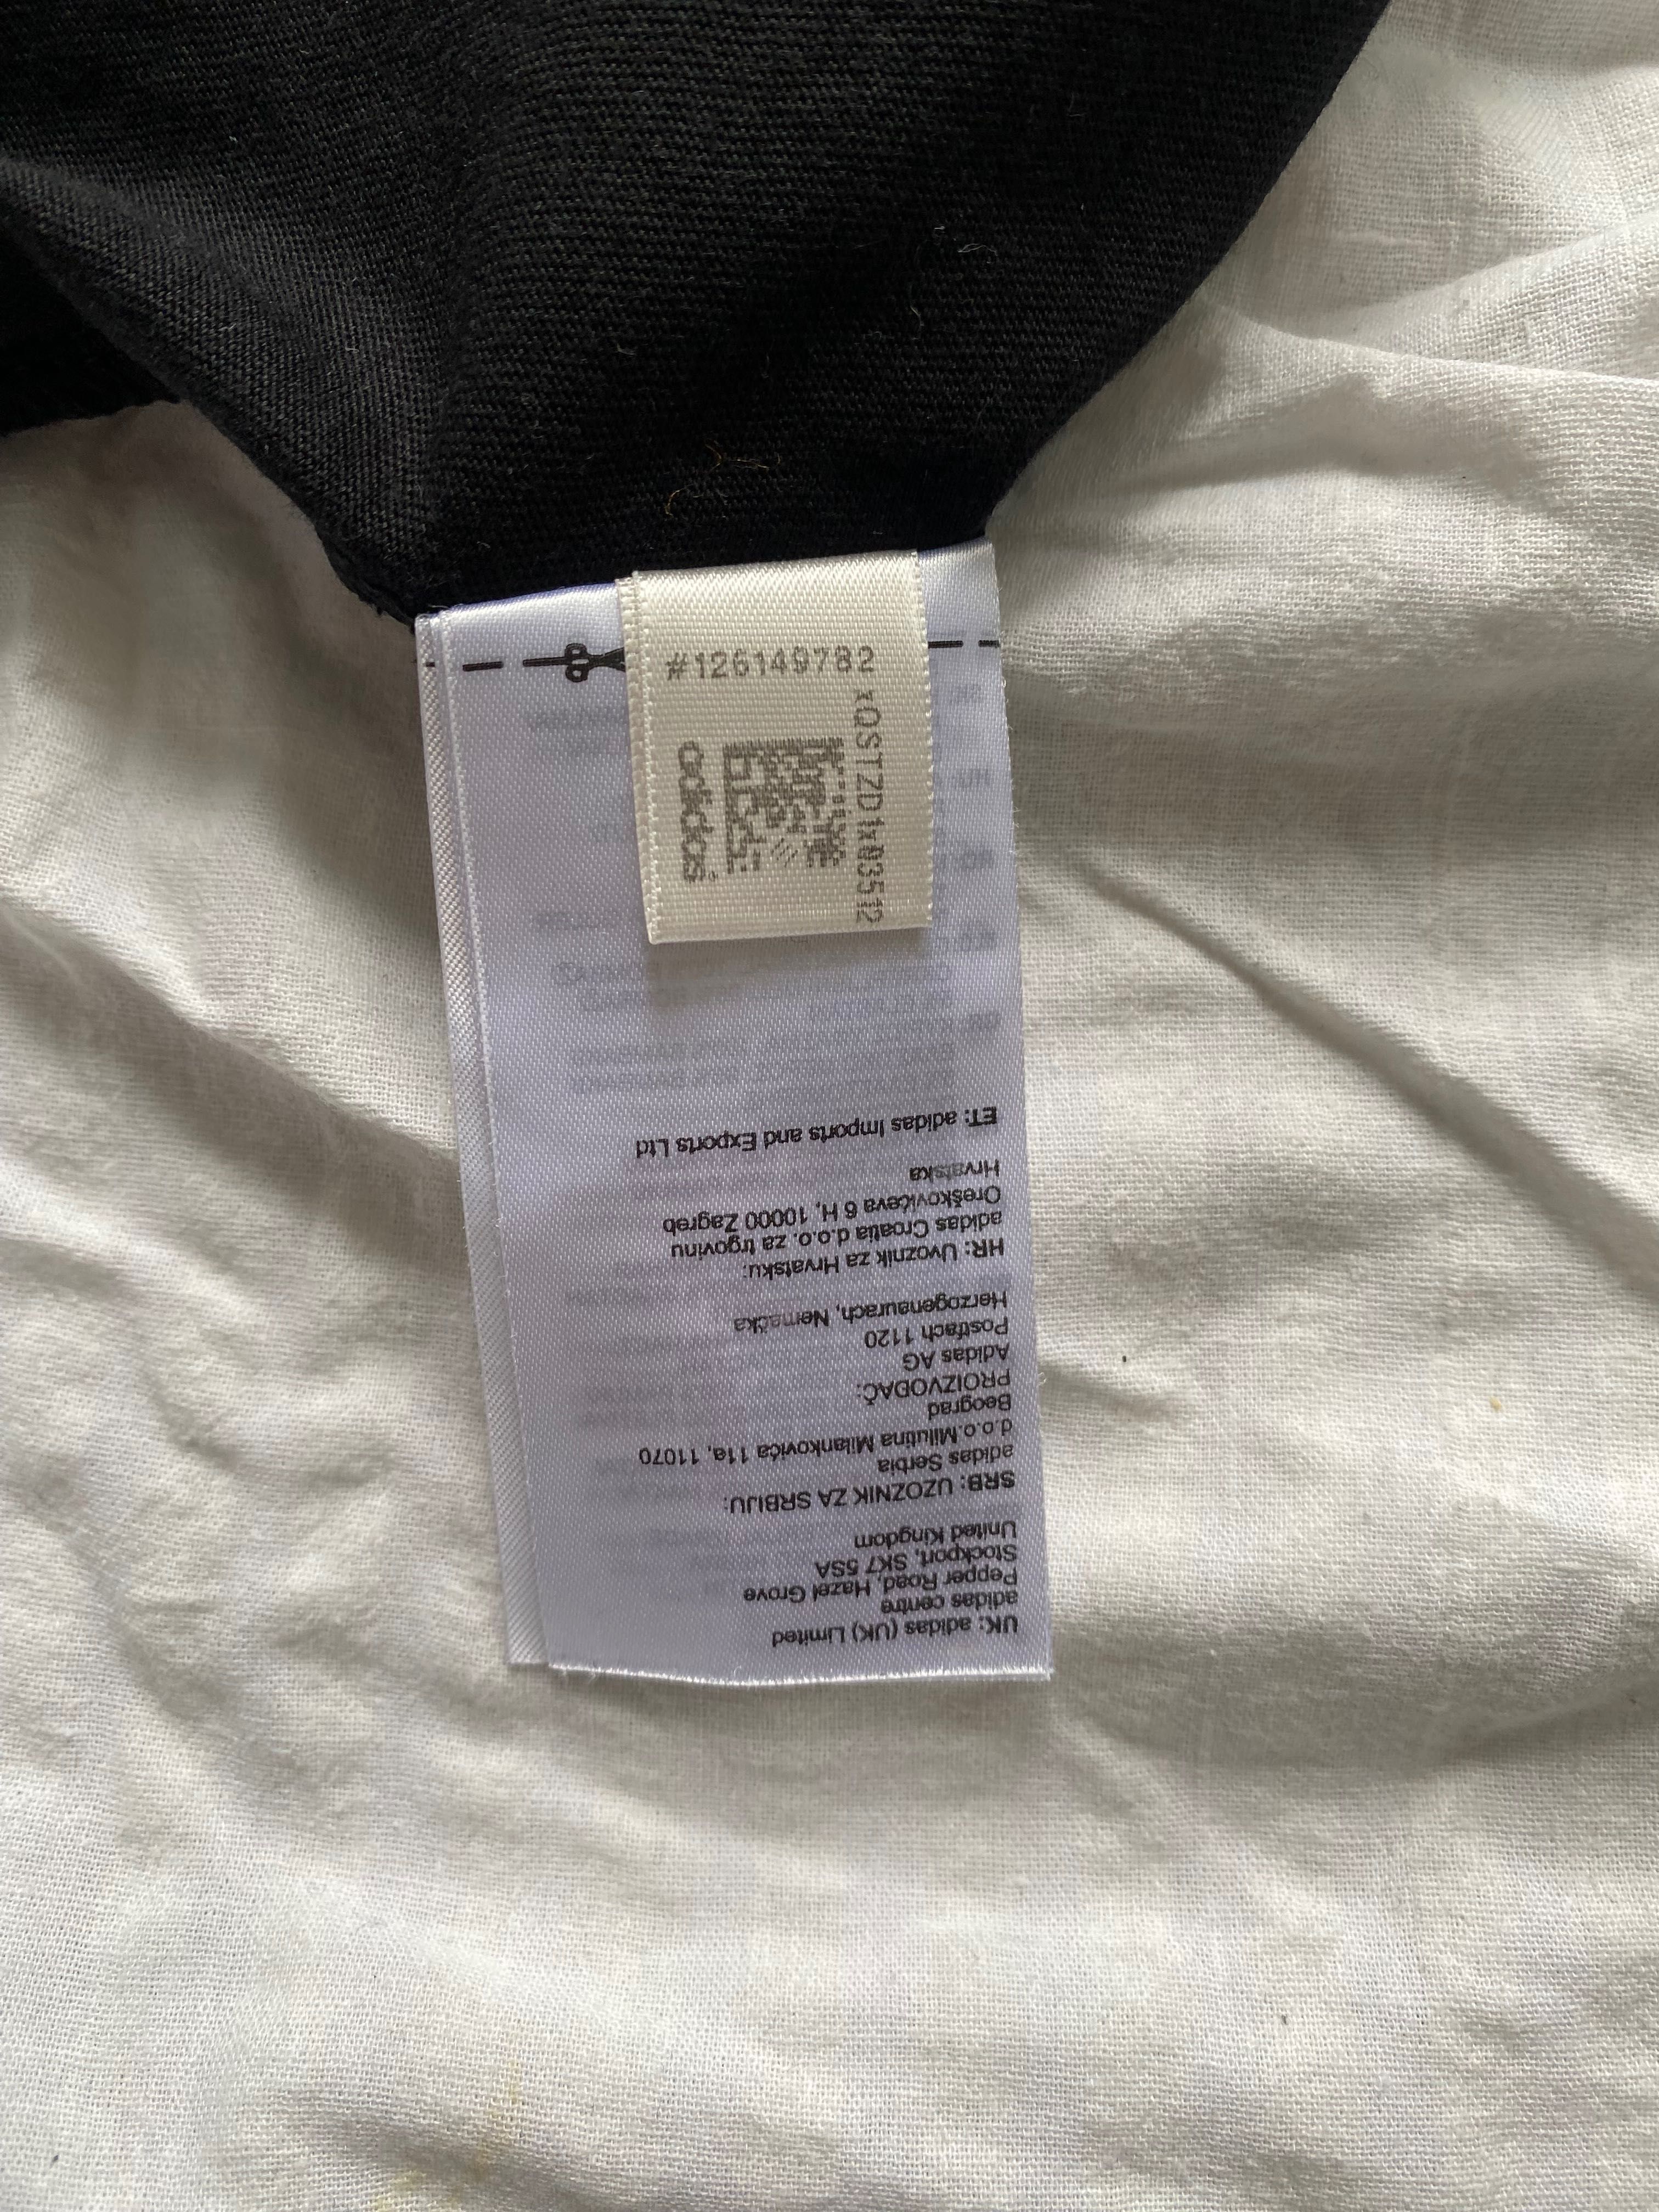 #126149782
xQSTZD1x03512
adidas
UK: adidas (UK) Limited
adidas centre
Pepper Road, Hazel Grove
Stockport, SK7 5SA
United Kingdom
SRB: UZOZNIK ZA SRBIJU:
adidas Serbia
d.o.o.Milutina Milankovića 11a, 11070
Beograd
PROIZVODAČ:
Adidas AG
Postfach 1120
Herzogenaurach, Nemačka
HR: Uvoznik za Hrvatsku:
adidas Croatia d.o.o. za trgovinu
Oreškovićeva 6 H, 10000 Zagreb
Hrvatska
ET: adidas Imports and Exports Ltd